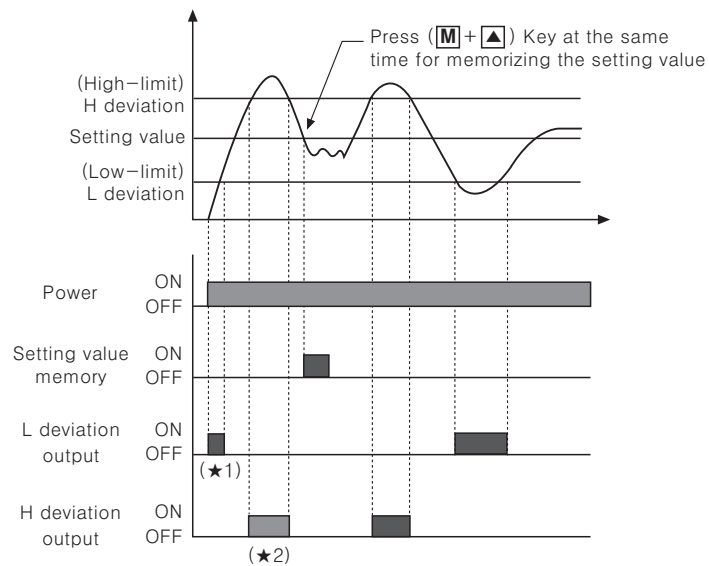 Press (M+▲) Key at the same
time for memorizing the setting value
(High-limit)
H deviation
Setting value
(Low-limit)
L deviation
Power
ON
OFF
Setting value
memory
ON
OFF
L deviation
output
ON
OFF
(★1)
H deviation
output
ON
OFF
(★2)